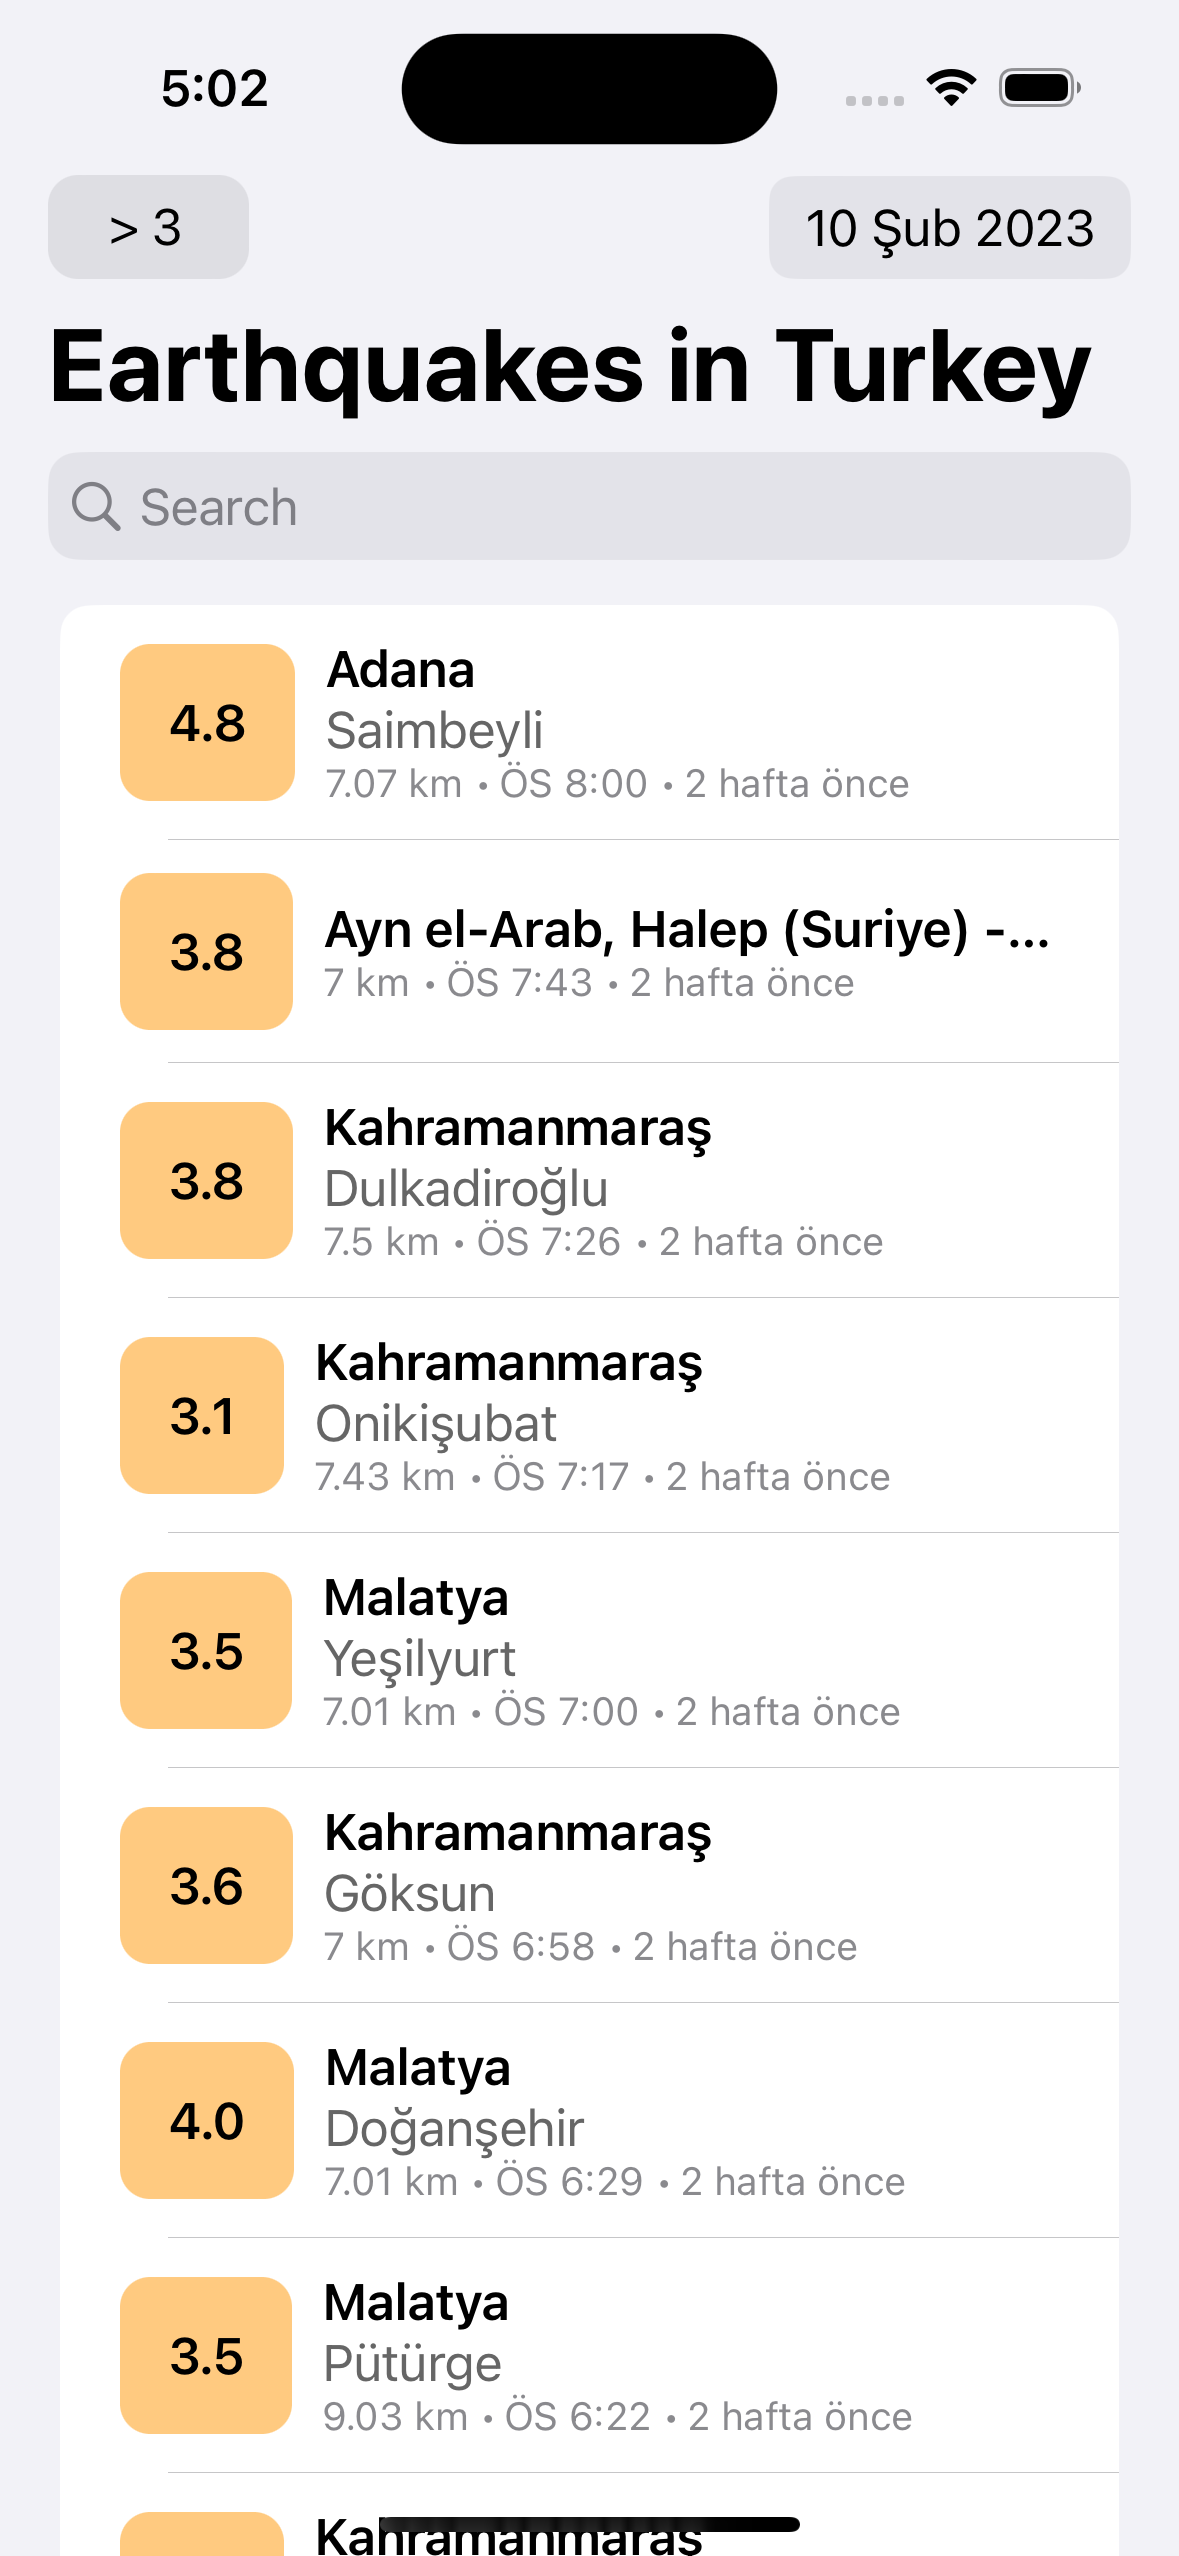 5:02
> 3
10 Şub 2023
Earthquakes in Turkey
Search
4.8
Adana
Saimbeyli
7.07 km • ÖS 8:00 • 2 hafta önce
3.8
Ayn el-Arab, Halep (Suriye) -...
7 km • ÖS 7:43 • 2 hafta önce
3.8
Kahramanmaraş
Dulkadiroğlu
7.5 km • ÖS 7:26 • 2 hafta önce
3.1
Kahramanmaraş
Onikişubat
7.43 km • ÖS 7:17 • 2 hafta önce
3.5
Malatya
Yeşilyurt
7.01 km • ÖS 7:00 • 2 hafta önce
3.6
Kahramanmaraş
Göksun
7 km • ÖS 6:58 • 2 hafta önce
4.0
Malatya
Doğanşehir
7.01 km • ÖS 6:29 • 2 hafta önce
3.5
Malatya
Pütürge
9.03 km • ÖS 6:22 • 2 hafta önce
Kahramanmaraş